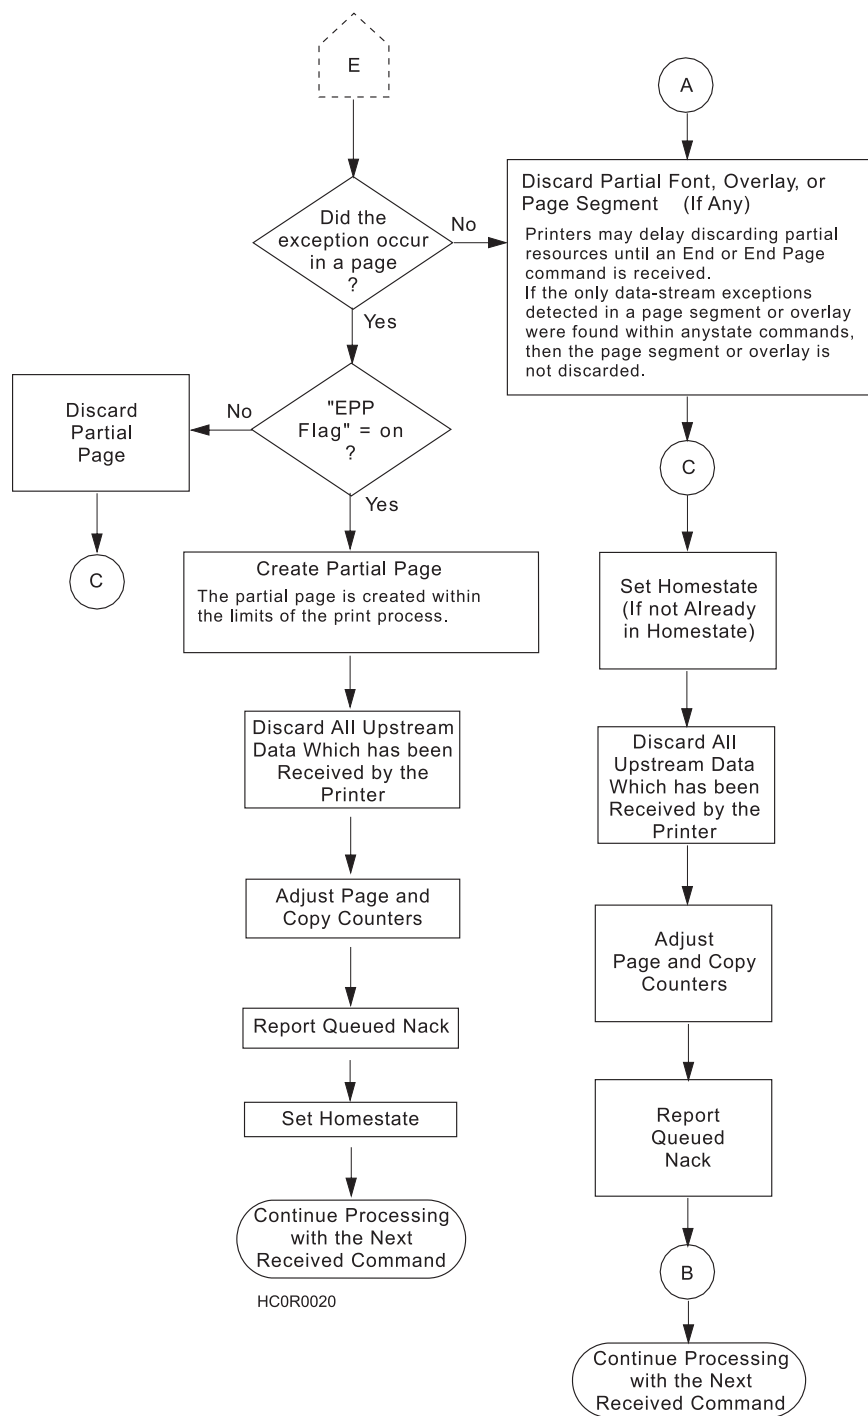 E
A
Did the
exception occur
in a page
?
No
Yes
Discard Partial Font, Overlay, or
Page Segment (If Any)
Printers may delay discarding partial
resources until an End or End Page
command is received.
If the only data-stream exceptions
detected in a page segment or overlay
were found within anystate commands,
then the page segment or overlay is
not discarded.
"EPP
Flag" = on
?
No
Yes
Discard
Partial
Page
C
C
Create Partial Page
The partial page is created within
the limits of the print process.
Set Homestate
(If not Already
in Homestate)
Discard All Upstream
Data Which has been
Received by the
Printer
Discard All
Upstream Data
Which has been
Received by the
Printer
Adjust Page and
Copy Counters
Adjust
Page and Copy
Counters
Report Queued Nack
Set Homestate
Report
Queued
Nack
Continue Processing
with the Next
Received Command
HC0R0020
B
Continue Processing
with the Next
Received Command